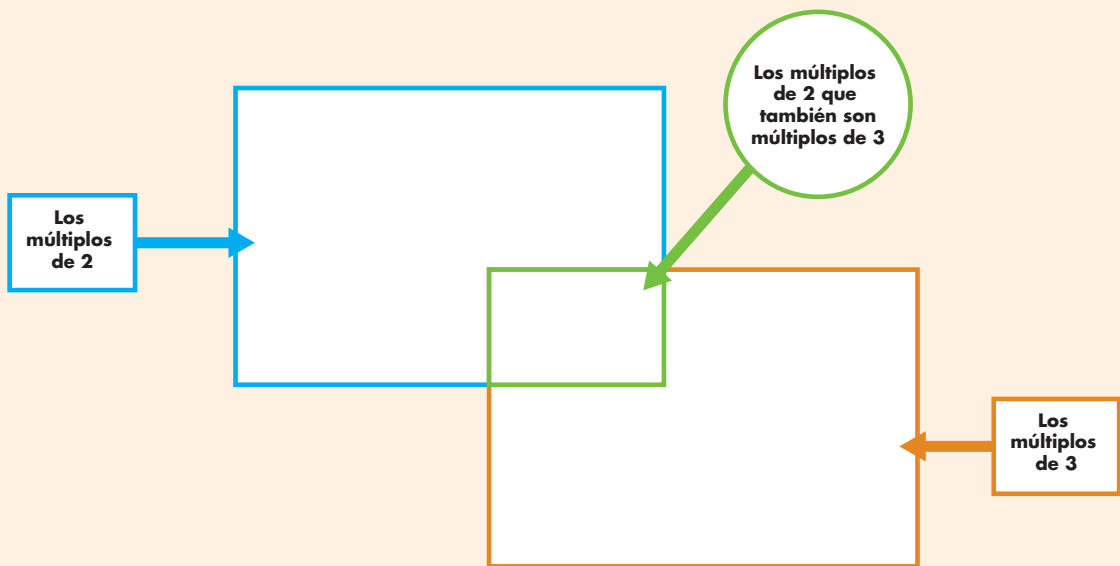 Los múltiplos
de 2 que
también son
múltiplos de 3
Los
múltiplos
de 2
Los
múltiplos
de 3